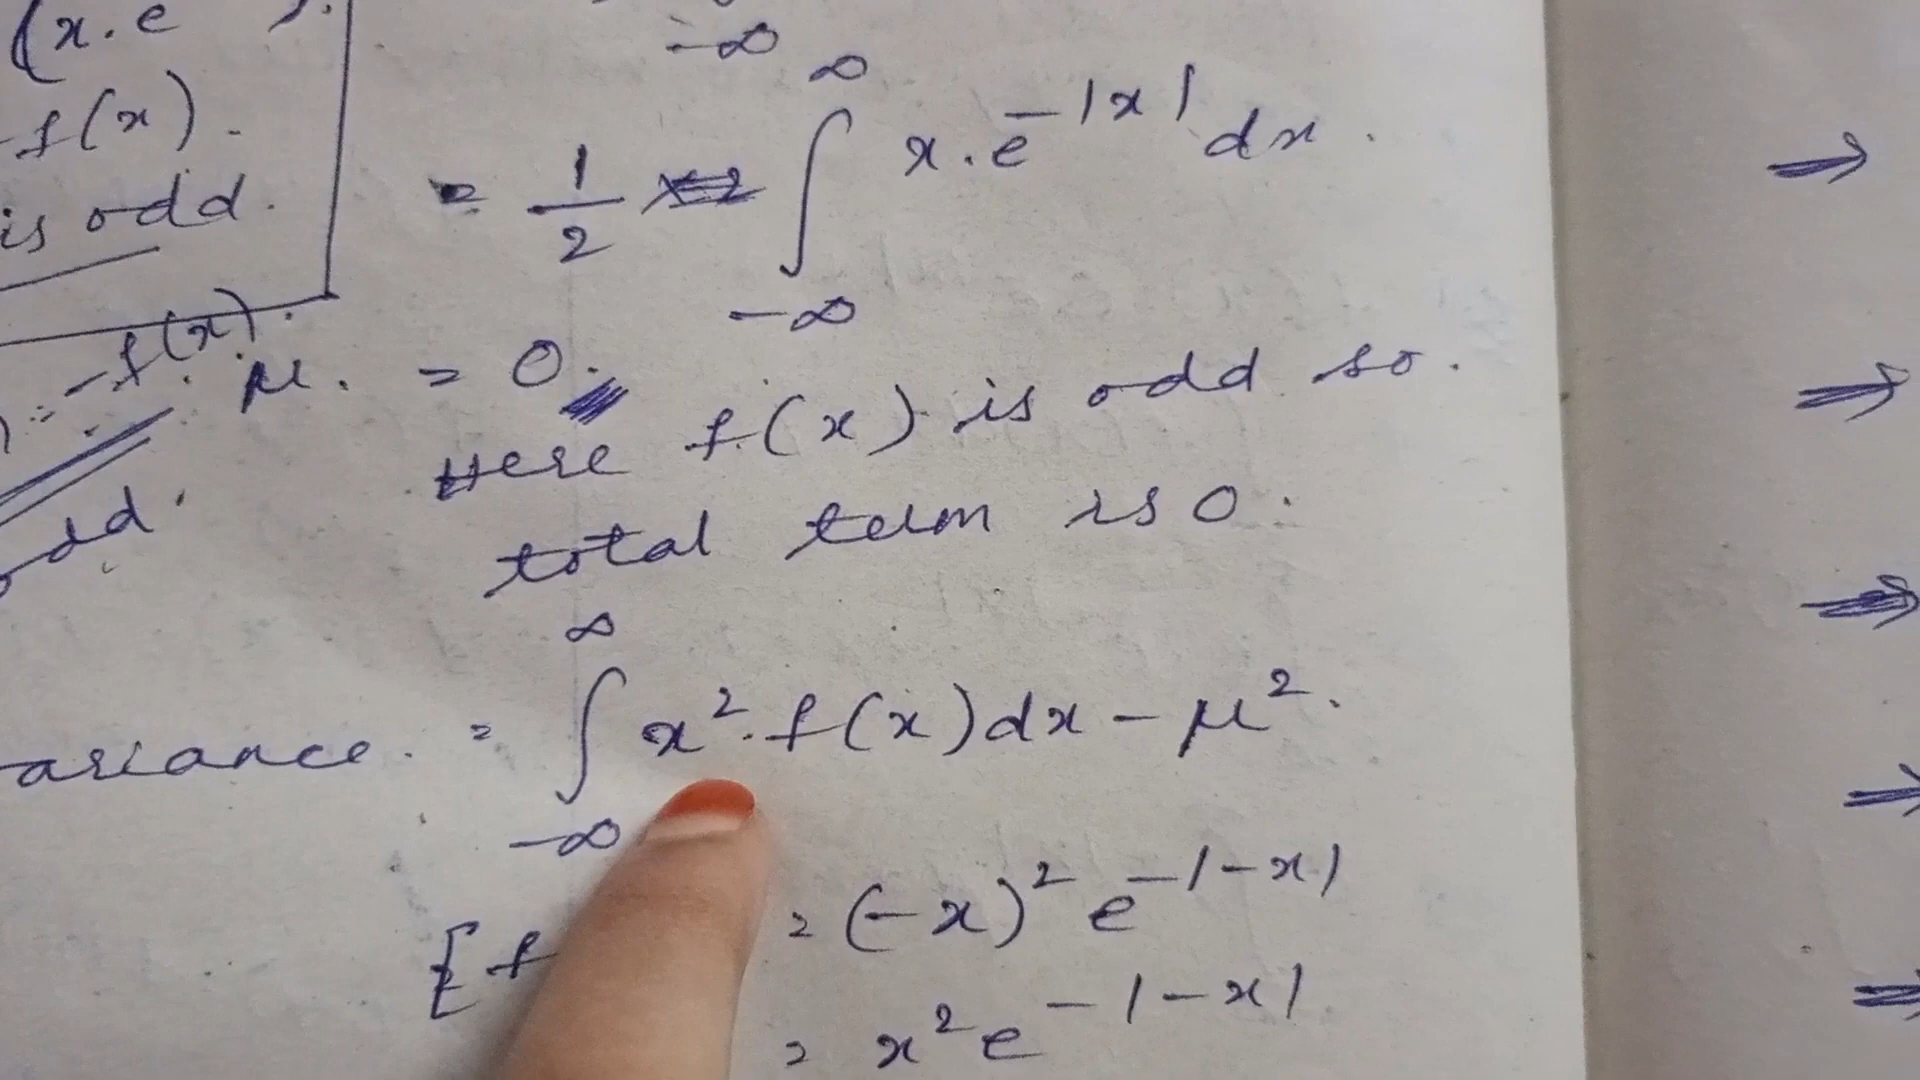 (x.e ).
-f(x).
is odd.
-∞
= 1/2 ∫_{-∞}^{∞} x.e^{-|x|} dx.
= -f(x).
odd.
μ. = 0.
Here f.(x) is odd so.
total term is 0.
ariance. = ∫_{-∞}^{∞} x².f(x)dx - μ².
[f = (-x)² e^{-|-x|}
= x² e^{-|-x|}